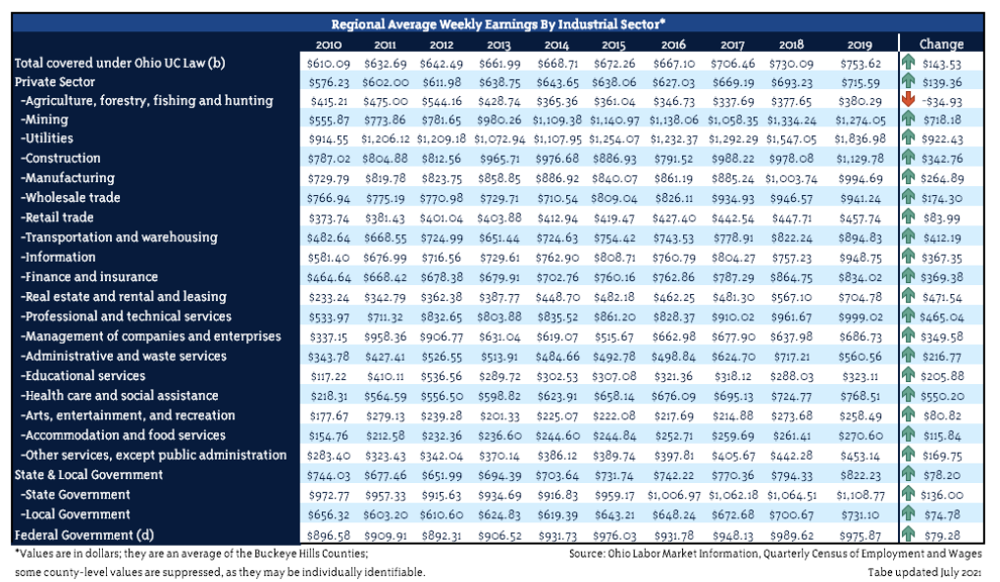 Regional Average Weekly Earnings By Industrial Sector*
2010 2011 2012 2013 2014 2015 2016 2017 2018 2019 Change
Total covered under Ohio UC Law (b) $610.09 $632.69 $642.49 $661.99 $668.71 $672.26 $667.10 $706.46 $730.09 $753.62 $143.53
Private Sector $576.23 $602.00 $611.98 $638.75 $643.65 $638.06 $627.03 $669.19 $693.23 $715.59 $139.36
-Agriculture, forestry, fishing and hunting $415.21 $475.00 $544.16 $428.74 $365.36 $361.04 $346.73 $337.69 $377.65 $380.29 -$34.93
-Mining $555.87 $773.86 $781.65 $980.26 $1,109.38 $1,140.97 $1,138.06 $1,058.35 $1,334.24 $1,274.05 $718.18
-Utilities $914.55 $1,206.12 $1,209.18 $1,072.94 $1,107.95 $1,254.07 $1,232.37 $1,292.29 $1,547.05 $1,836.98 $922.43
-Construction $787.02 $804.88 $812.56 $965.71 $976.68 $886.93 $791.52 $988.22 $978.08 $1,129.78 $342.76
-Manufacturing $729.79 $819.78 $823.75 $858.85 $886.92 $840.07 $861.19 $885.24 $1,003.74 $994.69 $264.89
-Wholesale trade $766.94 $775.19 $770.98 $729.71 $710.54 $809.04 $826.11 $934.93 $946.57 $941.24 $174.30
-Retail trade $373.74 $381.43 $401.04 $403.88 $412.94 $419.47 $427.40 $442.54 $447.71 $457.74 $83.99
-Transportation and warehousing $482.64 $668.55 $724.99 $651.44 $724.63 $754.42 $743.53 $778.91 $822.24 $894.83 $412.19
-Information $581.40 $676.99 $716.56 $729.61 $762.90 $808.71 $760.79 $804.27 $757.23 $948.75 $367.35
-Finance and insurance $464.64 $668.42 $678.38 $679.91 $702.76 $760.16 $762.86 $787.29 $864.75 $834.02 $369.38
-Real estate and rental and leasing $233.24 $342.79 $362.38 $387.77 $448.70 $482.18 $462.25 $481.30 $567.10 $704.78 $471.54
-Professional and technical services $533.97 $711.32 $832.65 $803.88 $835.52 $861.20 $828.37 $910.02 $961.67 $999.02 $465.04
-Management of companies and enterprises $337.15 $958.36 $906.77 $631.04 $619.07 $515.67 $662.98 $677.90 $637.98 $686.73 $349.58
-Administrative and waste services $343.78 $427.41 $526.55 $513.91 $484.66 $492.78 $498.84 $624.70 $717.21 $560.56 $216.77
-Educational services $117.22 $410.11 $536.56 $289.72 $302.53 $307.08 $321.36 $318.12 $288.03 $323.11 $205.88
-Health care and social assistance $218.31 $564.59 $556.50 $598.82 $623.91 $658.14 $676.09 $695.13 $724.77 $768.51 $550.20
-Arts, entertainment, and recreation $177.67 $279.13 $239.28 $201.33 $225.07 $222.08 $217.69 $214.88 $273.68 $258.49 $80.82
-Accommodation and food services $154.76 $212.58 $232.36 $236.60 $244.60 $244.84 $252.71 $259.69 $261.41 $270.60 $115.84
-Other services, except public administration $283.40 $323.43 $342.04 $370.14 $386.12 $389.74 $397.81 $405.67 $442.28 $453.14 $169.75
State & Local Government $744.03 $677.46 $651.99 $694.39 $703.64 $731.74 $742.22 $770.36 $794.33 $822.23 $78.20
-State Government $972.77 $957.33 $915.63 $934.69 $916.83 $959.17 $1,006.97 $1,062.18 $1,064.51 $1,108.77 $136.00
-Local Government $656.32 $603.20 $610.60 $624.83 $619.39 $643.21 $648.24 $672.68 $700.67 $731.10 $74.78
Federal Government (d) $896.58 $909.91 $892.31 $906.52 $931.73 $976.03 $931.78 $948.13 $989.62 $975.87 $79.28
*Values are in dollars; they are an average of the Buckeye Hills Counties; Source: Ohio Labor Market Information, Quarterly Census of Employment and Wages
some county-level values are suppressed, as they may be individually identifiable. Tabe updated July 2021